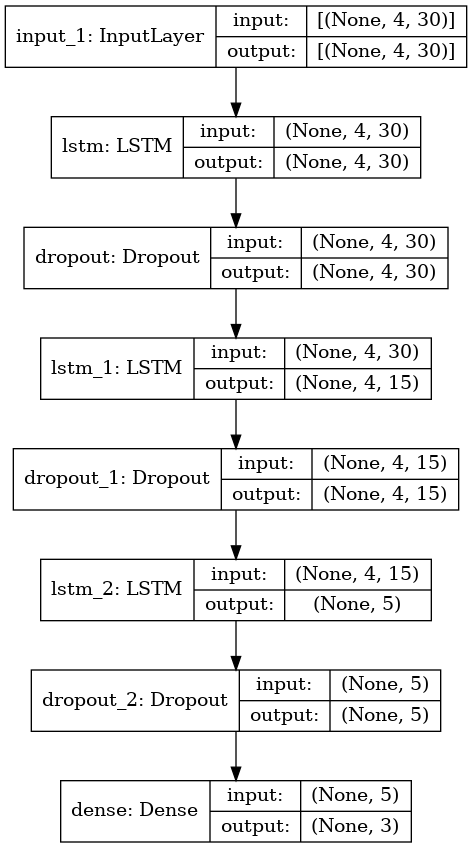 input_1: InputLayer input: [(None, 4, 30)]
output: [(None, 4, 30)]
lstm: LSTM input: (None, 4, 30)
output: (None, 4, 30)
dropout: Dropout input: (None, 4, 30)
output: (None, 4, 30)
lstm_1: LSTM input: (None, 4, 30)
output: (None, 4, 15)
dropout_1: Dropout input: (None, 4, 15)
output: (None, 4, 15)
lstm_2: LSTM input: (None, 4, 15)
output: (None, 5)
dropout_2: Dropout input: (None, 5)
output: (None, 5)
dense: Dense input: (None, 5)
output: (None, 3)